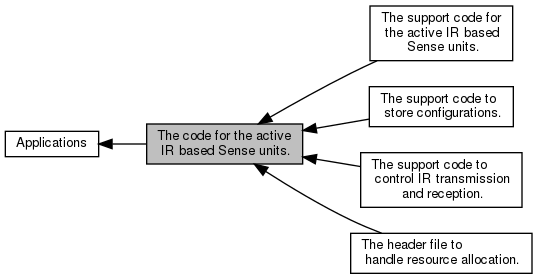 The support code for
the active IR based
Sense units.
The support code to
store configurations.
Applications
The code for the active
IR based Sense units.
The support code to
control IR transmission
and reception.
The header file to
handle resource allocation.